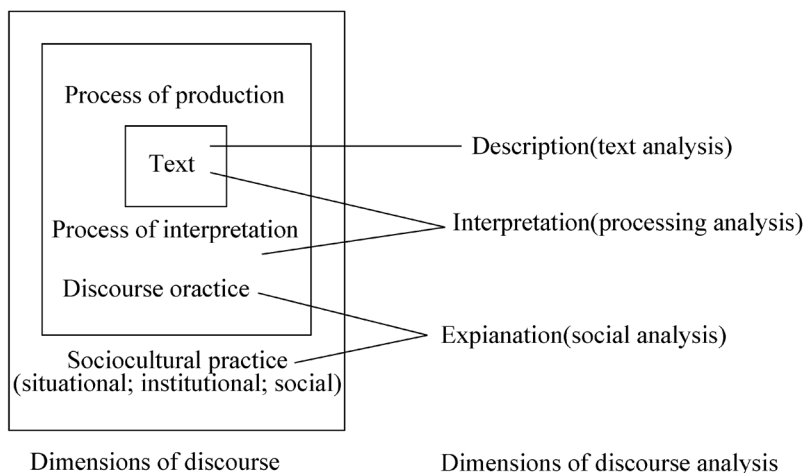 Process of production
Text
Description(text analysis)
Process of interpretation
Interpretation(processing analysis)
Discourse oractice
Expianation(social analysis)
Sociocultural practice
(situational; institutional; social)
Dimensions of discourse
Dimensions of discourse analysis